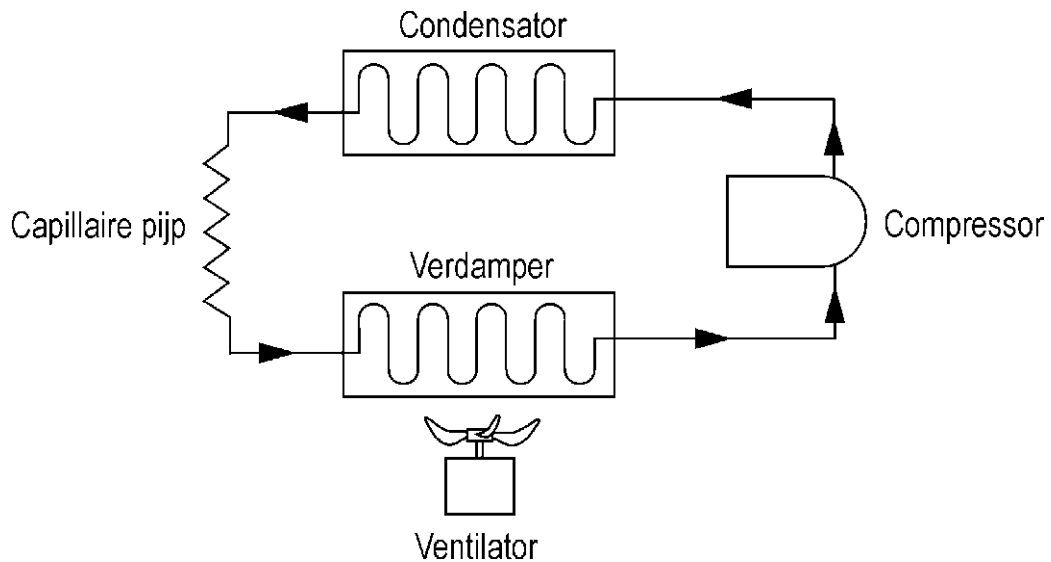 Condensator
Capillaire pijp
Compressor
Verdamper
Ventilator